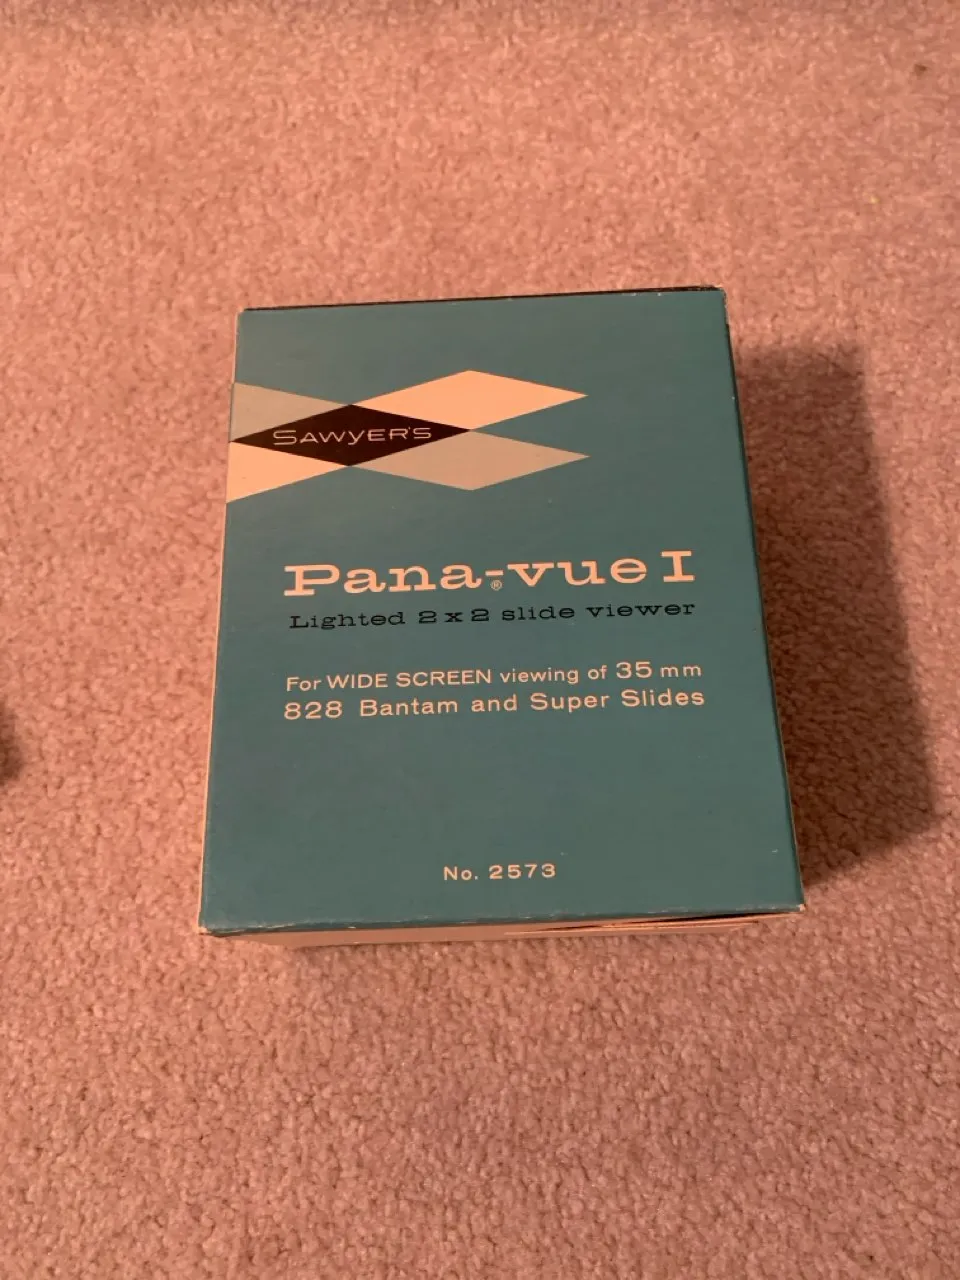 SAWYER'S
Pana-vue I
®
Lighted 2 x 2 slide viewer
For WIDE SCREEN viewing of 35 mm
828 Bantam and Super Slides
No. 2573